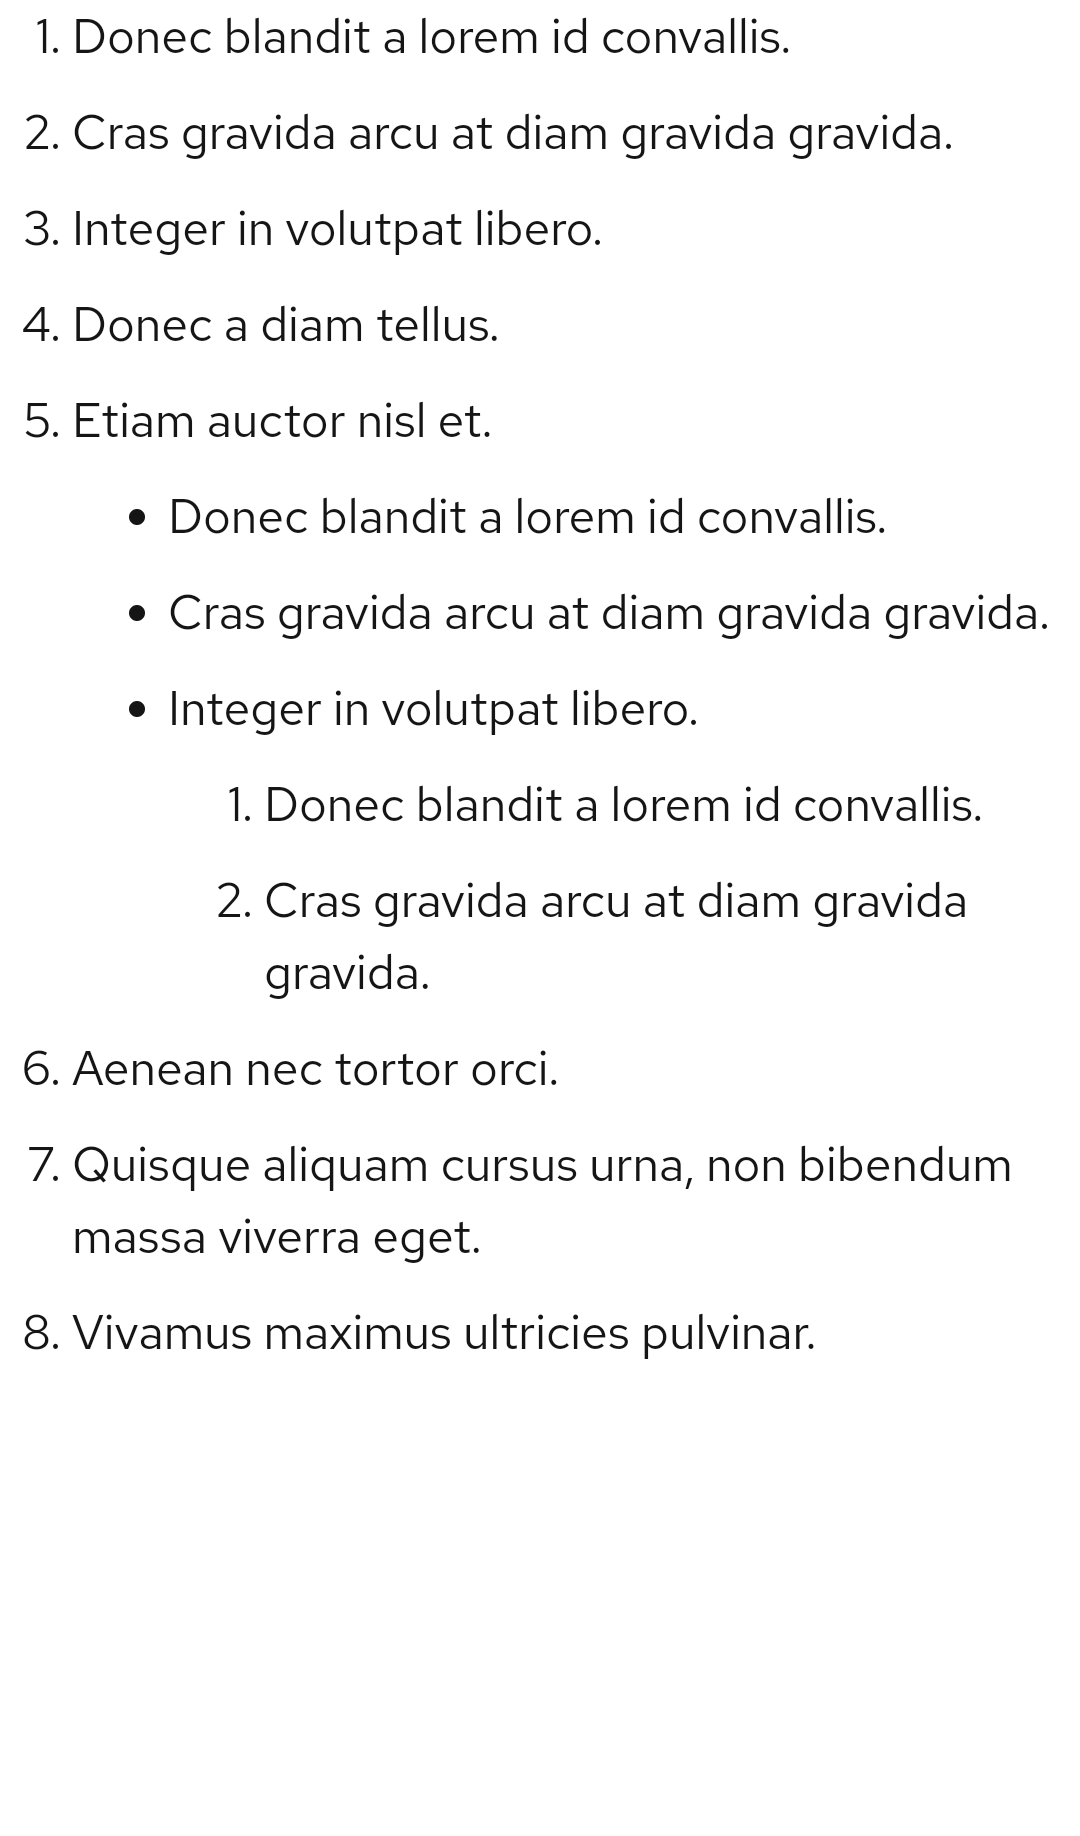 1. Donec blandit a lorem id convallis.
2. Cras gravida arcu at diam gravida gravida.
3. Integer in volutpat libero.
4. Donec a diam tellus.
5. Etiam auctor nisl et.
• Donec blandit a lorem id convallis.
• Cras gravida arcu at diam gravida gravida.
• Integer in volutpat libero.
1. Donec blandit a lorem id convallis.
2. Cras gravida arcu at diam gravida
gravida.
6. Aenean nec tortor orci.
7. Quisque aliquam cursus urna, non bibendum
massa viverra eget.
8. Vivamus maximus ultricies pulvinar.